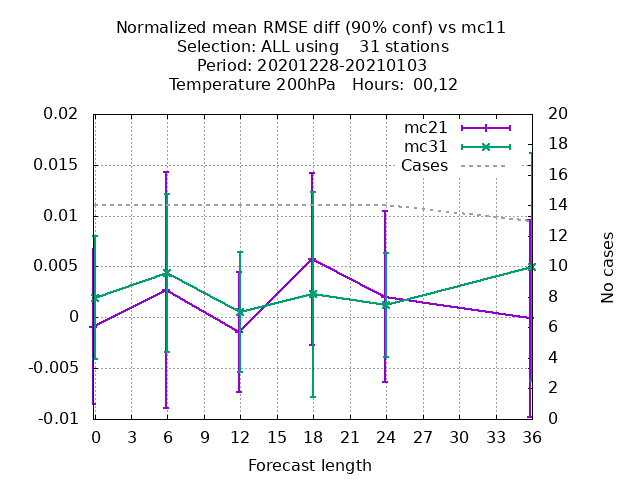 Normalized mean RMSE diff (90% conf) vs mc11
Selection: ALL using    31 stations
Period: 20201228-20210103
Temperature 200hPa   Hours: 00,12
0.02
0.015
0.01
0.005
0
-0.005
-0.01
mc21
mc31
Cases
20
18
16
14
12
10
8
6
4
2
0
No cases
0 3 6 9 12 15 18 21 24 27 30 33 36
Forecast length